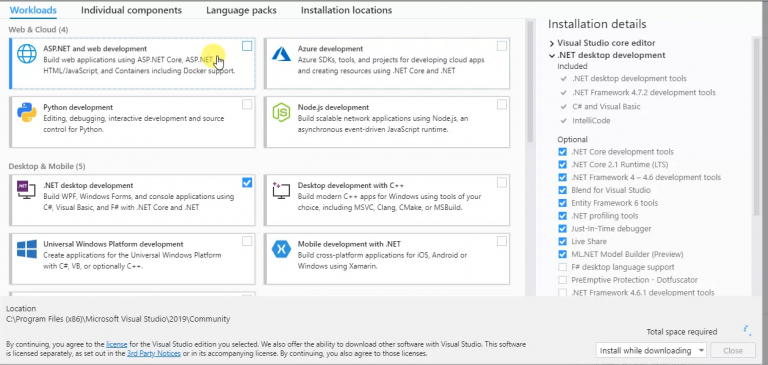 Workloads Individual components Language packs Installation locations
Web & Cloud (4)
ASP.NET and web development
Build web applications using ASP.NET Core, ASP.NET,
HTML/JavaScript, and Containers including Docker support.
Azure development
Azure SDKs, tools, and projects for developing cloud apps
and creating resources using .NET Core and .NET
Python development
Editing, debugging, interactive development and source
control for Python.
Node.js development
Build scalable network applications using Node.js, an
asynchronous event-driven JavaScript runtime.
Desktop & Mobile (5)
.NET desktop development
Build WPF, Windows Forms, and console applications using
C#, Visual Basic, and F# with .NET Core and .NET
Desktop development with C++
Build modern C++ apps for Windows using tools of your
choice, including MSVC, Clang, CMake, or MSBuild.
Universal Windows Platform development
Create applications for the Universal Windows Platform
with C#, VB, or optionally C++.
Mobile development with .NET
Build cross-platform applications for iOS, Android or
Windows using Xamarin.
Installation details
Visual Studio core editor
.NET desktop development
Included
.NET desktop development tools
.NET Framework 4.7.2 development tools
C# and Visual Basic
IntelliCode
Optional
.NET Core development tools
.NET Core 2.1 Runtime (LTS)
.NET Framework 4 – 4.6 development tools
Blend for Visual Studio
Entity Framework 6 tools
.NET profiling tools
Just-In-Time debugger
Live Share
ML.NET Model Builder (Preview)
F# desktop language support
PreEmptive Protection - Dotfuscator
.NET Framework 4.6.1 development tools
Location
C:\Program Files (x86)\Microsoft Visual Studio\2019\Community
Total space required
By continuing, you agree to the license for the Visual Studio edition you selected. We also offer the ability to download other software with Visual Studio. This software
is licensed separately, as set out in the 3rd Party Notices or in its accompanying license. By continuing, you also agree to those licenses.
Install while downloading
Close